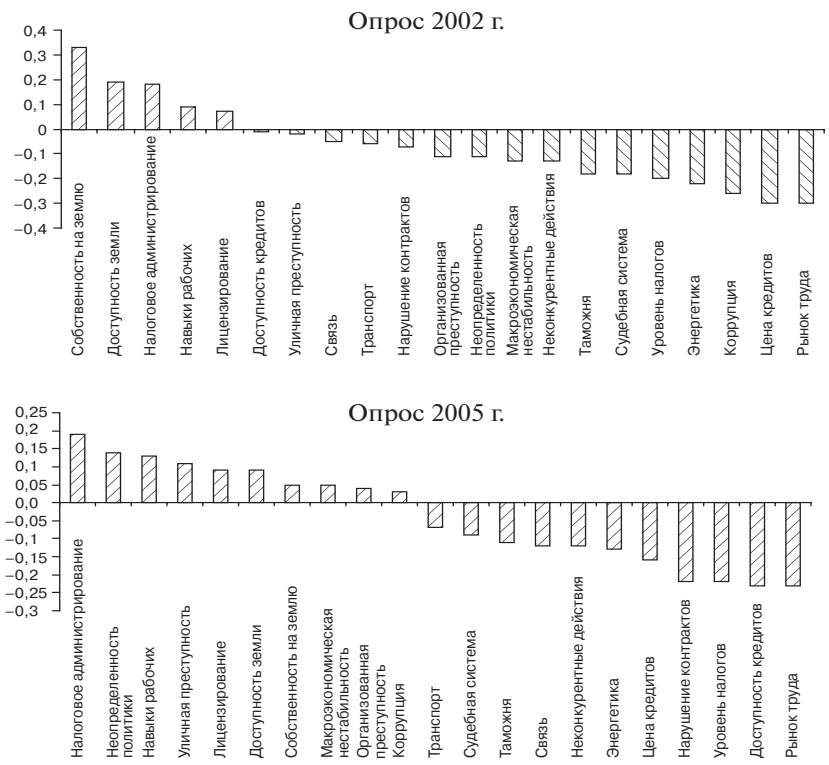 Опрос 2002 г.
0,4
0,3
0,2
0,1
0
–0,1
–0,2
–0,3
–0,4
Собственность на землю
Доступность земли
Налоговое администрирование
Навыки рабочих
Лицензирование
Доступность кредитов
Уличная преступность
Связь
Транспорт
Нарушение контрактов
Организованная
преступность
Неопределенность
политики
Макроэкономическая
нестабильность
Неконкурентные действия
Таможня
Судебная система
Уровень налогов
Энергетика
Коррупция
Цена кредитов
Рынок труда
Опрос 2005 г.
0,25
0,2
0,15
0,10
0,05
0,0
–0,05
–0,1
–0,15
–0,2
–0,25
–0,3
Налоговое администрирование
Неопределенность
политики
Навыки рабочих
Уличная преступность
Лицензирование
Доступность земли
Собственность на землю
Макроэкономическая
нестабильность
Организованная
преступность
Коррупция
Транспорт
Судебная система
Таможня
Связь
Неконкурентные действия
Энергетика
Цена кредитов
Нарушение контрактов
Уровень налогов
Доступность кредитов
Рынок труда